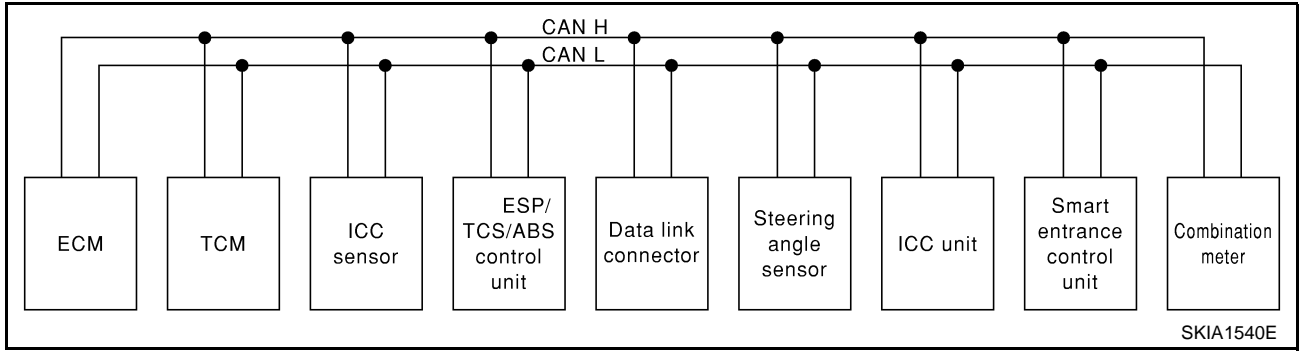 CAN H
CAN L
ECM
TCM
ICC
sensor
ESP/
TCS/ABS
control
unit
Data link
connector
Steering
angle
sensor
ICC unit
Smart
entrance
control
unit
Combination
meter
SKIA1540E